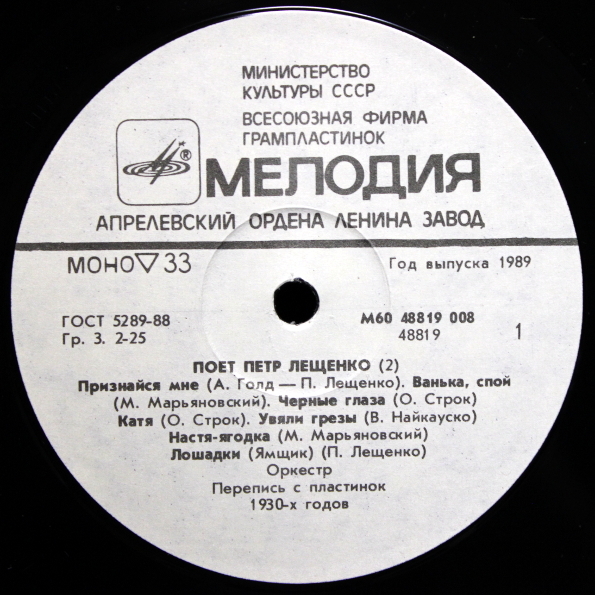 МИНИСТЕРСТВО
КУЛЬТУРЫ СССР
ВСЕСОЮЗНАЯ ФИРМА
ГРАМПЛАСТИНОК
®
МЕЛОДИЯ
АПРЕЛЕВСКИЙ ОРДЕНА ЛЕНИНА ЗАВОД
МОНО ▽ 33
Год выпуска 1989
ГОСТ 5289-88
М60 48819 008
Гр. 3. 2-25
48819
1
ПОЕТ ПЕТР ЛЕЩЕНКО (2)
Признайся мне (А. Голд — П. Лещенко). Ванька, спой
(М. Марьяновский). Черные глаза (О. Строк)
Катя (О. Строк). Увяли грезы (В. Найкауско)
Настя-ягодка (М. Марьяновский)
Лошадки (Ямщик) (П. Лещенко)
Оркестр
Перепись с пластинок
1930-х годов